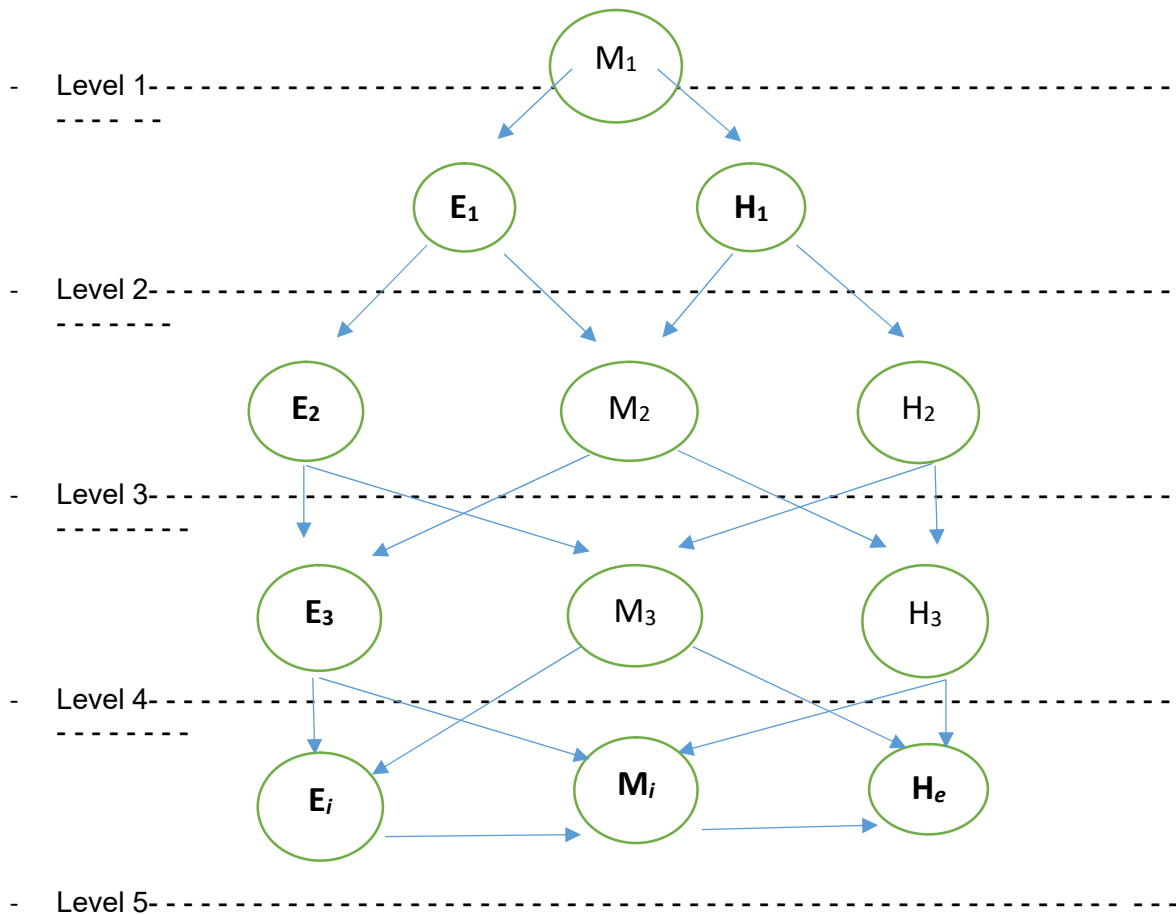 M₁
- Level 1- - - - - - - - - - - - - - - - - - - - - - - - - - - - - - - - - - - - - - - - - - - - - - - - - - - - - - - - - - - - - - -
- - - - - -
E₁ H₁
- Level 2- - - - - - - - - - - - - - - - - - - - - - - - - - - - - - - - - - - - - - - - - - - - - - - - - - - - - - - - - - - - - - -
- - - - - - -
E₂ M₂ H₂
- Level 3- - - - - - - - - - - - - - - - - - - - - - - - - - - - - - - - - - - - - - - - - - - - - - - - - - - - - - - - - - - - - - -
- - - - - - - -
E₃ M₃ H₃
- Level 4- - - - - - - - - - - - - - - - - - - - - - - - - - - - - - - - - - - - - - - - - - - - - - - - - - - - - - - - - - - - - - -
- - - - - - - -
Eᵢ Mᵢ Hₑ
- Level 5- - - - - - - - - - - - - - - - - - - - - - - - - - - - - - - - - - - - - - - - - - - - - - - - - - - - - - - - - - - - - - -